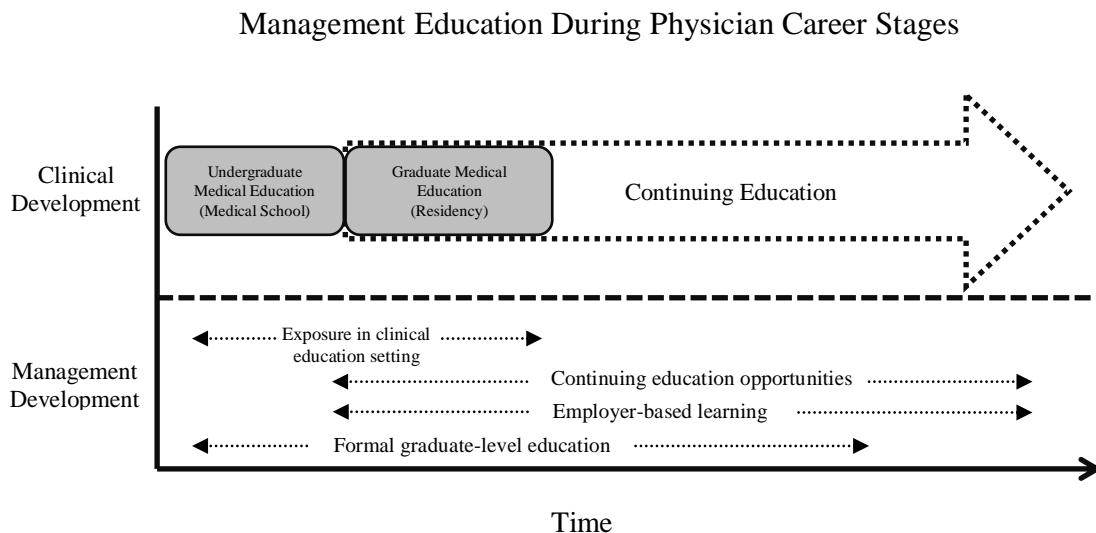 Management Education During Physician Career Stages
Clinical
Development
Undergraduate
Medical Education
(Medical School)
Graduate Medical
Education
(Residency)
Continuing Education
Management
Development
Exposure in clinical
education setting
Continuing education opportunities
Employer-based learning
Formal graduate-level education
Time